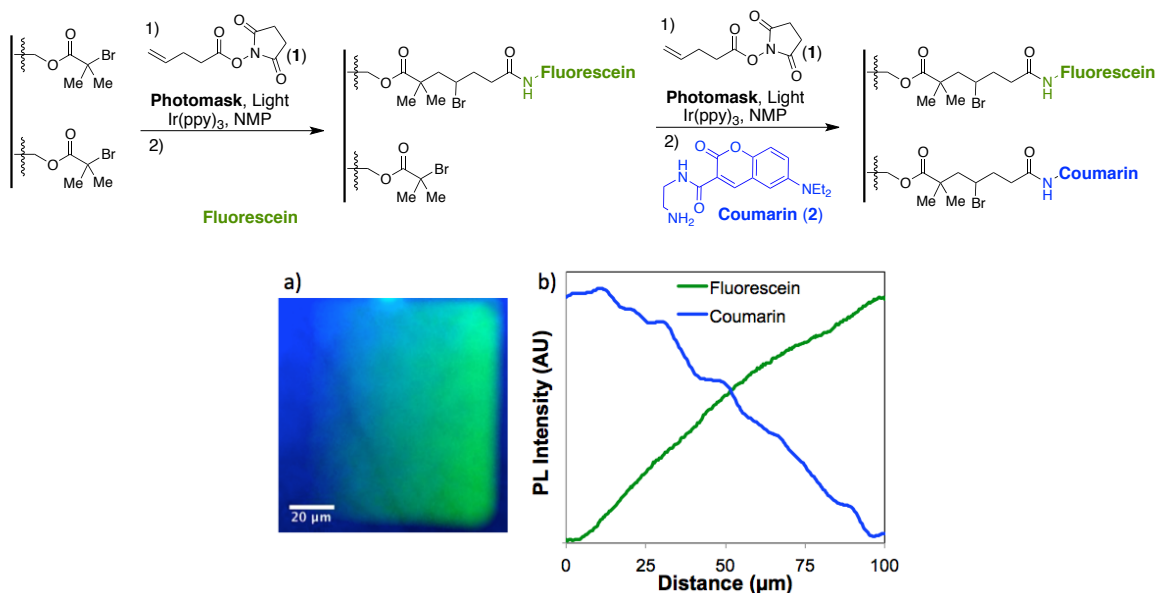 1)
O
O
N
(1)
O
O
Photomask, Light
Ir(ppy)3, NMP
2)
Fluorescein
O
O
Br
Me
Me
O
O
Br
Me
Me
O
O
Me
Me
Br
O
N
H
Fluorescein
O
O
Br
Me
Me
1)
O
O
N
(1)
O
O
Photomask, Light
Ir(ppy)3, NMP
2)
O
O
NH
O
NH2
NEt2
Coumarin (2)
O
O
Me
Me
Br
O
N
H
Fluorescein
O
O
Me
Me
Br
O
N
H
Coumarin
a)
20 µm
b)
Fluorescein
Coumarin
PL Intensity (AU)
0
25
50
75
100
Distance (µm)